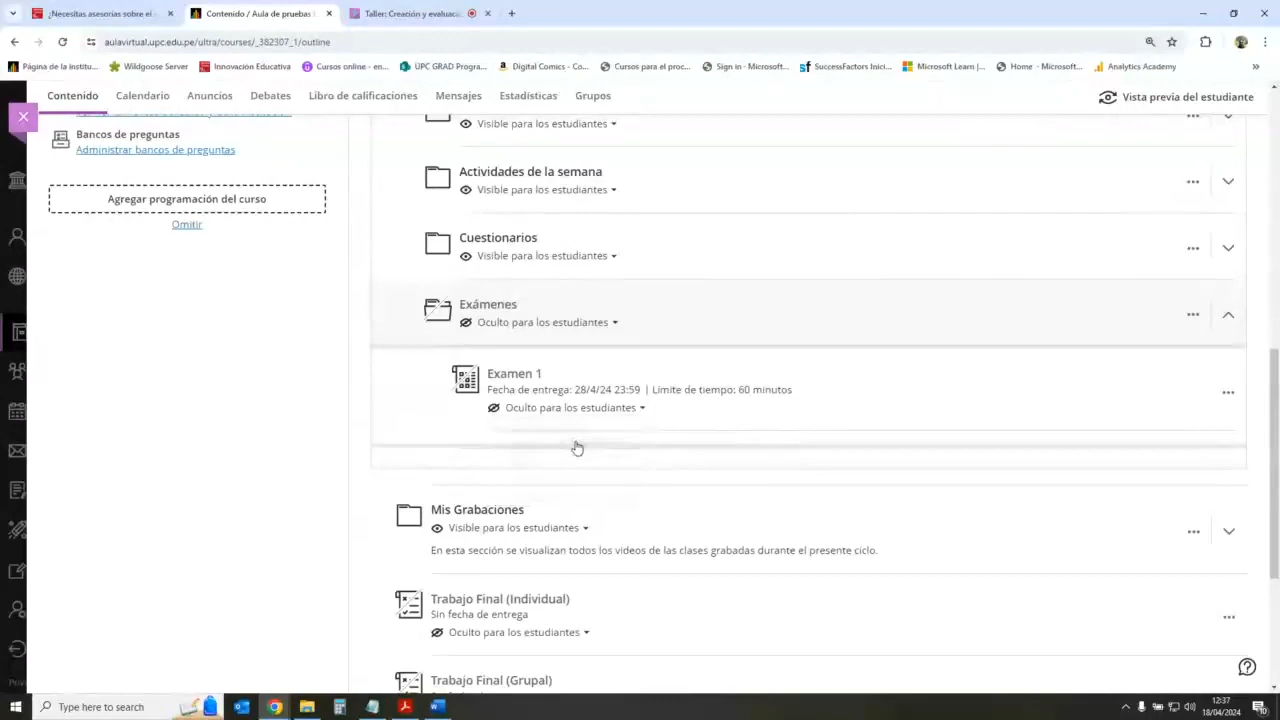 ¿Necesitas asesorías sobre el
Contenido / Aula de pruebas
Taller: Creación y evaluac
aulavirtual.upc.edu.pe/ultra/courses/_382307_1/outline
Página de la Institu...
Wildgoose Server
Innovación Educativa
Cursos online - en...
UPC GRAD Progra...
Digital Comics - Co...
Cursos para el proc...
Sign in - Microsoft...
SuccessFactors Inici...
Microsoft Learn |...
Home - Microsoft...
Analytics Academy
Contenido
Calendario
Anuncios
Debates
Libro de calificaciones
Mensajes
Estadísticas
Grupos
Vista previa del estudiante
Bancos de preguntas
Administrar bancos de preguntas
Agregar programación del curso
Omitir
Visible para los estudiantes
Actividades de la semana
Visible para los estudiantes
Cuestionarios
Visible para los estudiantes
Exámenes
Oculto para los estudiantes
Examen 1
Fecha de entrega: 28/4/24 23:59 | Límite de tiempo: 60 minutos
Oculto para los estudiantes
Mis Grabaciones
Visible para los estudiantes
En esta sección se visualizan todos los videos de las clases grabadas durante el presente ciclo.
Trabajo Final (Individual)
Sin fecha de entrega
Oculto para los estudiantes
Trabajo Final (Grupal)
Type here to search
12:37
18/04/2024